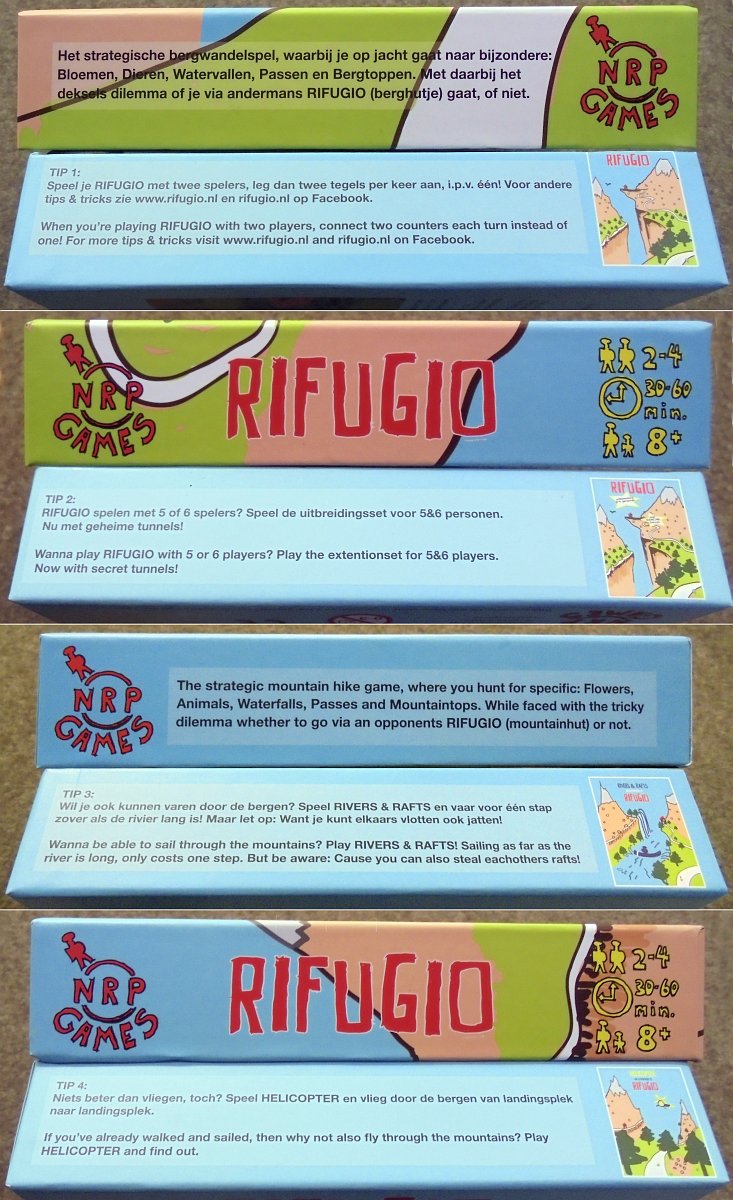 Het strategische bergwandelspel, waarbij je op jacht gaat naar bijzondere:
Bloemen, Dieren, Watervallen, Passen en Bergtoppen. Met daarbij het
deksels dilemma of je via andermans RIFUGIO (berghutje) gaat, of niet.
NRP
GAMES
TIP 1:
Speel je RIFUGIO met twee spelers, leg dan twee tegels per keer aan, i.p.v. één! Voor andere
tips & tricks zie www.rifugio.nl en rifugio.nl op Facebook.
When you're playing RIFUGIO with two players, connect two counters each turn instead of
one! For more tips & tricks visit www.rifugio.nl and rifugio.nl on Facebook.
RIFUGIO
NRP
GAMES
RIFUGIO
2-4
30-60
min.
8+
TIP 2:
RIFUGIO spelen met 5 of 6 spelers? Speel de uitbreidingsset voor 5&6 personen.
Nu met geheime tunnels!
Wanna play RIFUGIO with 5 or 6 players? Play the extentionset for 5&6 players.
Now with secret tunnels!
RIFUGIO
NRP
GAMES
The strategic mountain hike game, where you hunt for specific: Flowers,
Animals, Waterfalls, Passes and Mountaintops. While faced with the tricky
dilemma whether to go via an opponents RIFUGIO (mountainhut) or not.
TIP 3:
Wil je ook kunnen varen door de bergen? Speel RIVERS & RAFTS en vaar voor één stap
zover als de rivier lang is! Maar let op: Want je kunt elkaars vlotten ook jatten!
Wanna be able to sail through the mountains? Play RIVERS & RAFTS! Sailing as far as the
river is long, only costs one step. But be aware: Cause you can also steal eachothers rafts!
RIVERS & RAFTS
RIFUGIO
NRP
GAMES
RIFUGIO
2-4
30-60
min.
8+
TIP 4:
Niets beter dan vliegen, toch? Speel HELICOPTER en vlieg door de bergen van landingsplek
naar landingsplek.
If you've already walked and sailed, then why not also fly through the mountains? Play
HELICOPTER and find out.
HELICOPTER
RIFUGIO